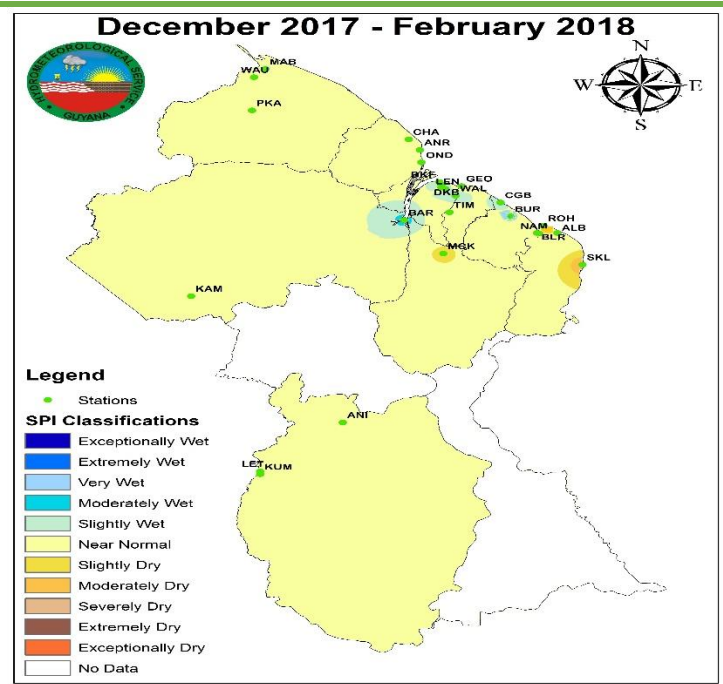 December 2017 - February 2018
HYDROMETEOROLOGICAL SERVICE
GUYANA
N
W
E
S
MAB
WAU
PKA
CHA
ANR
OND
BKF
LEN
GEO
DKB
WAL
CGB
TIM
BUR
BAR
ROH
NAM
ALB
BLR
MCK
SKL
KAM
ANI
LET
KUM
Legend
Stations
SPI Classifications
Exceptionally Wet
Extremely Wet
Very Wet
Moderately Wet
Slightly Wet
Near Normal
Slightly Dry
Moderately Dry
Severely Dry
Extremely Dry
Exceptionally Dry
No Data